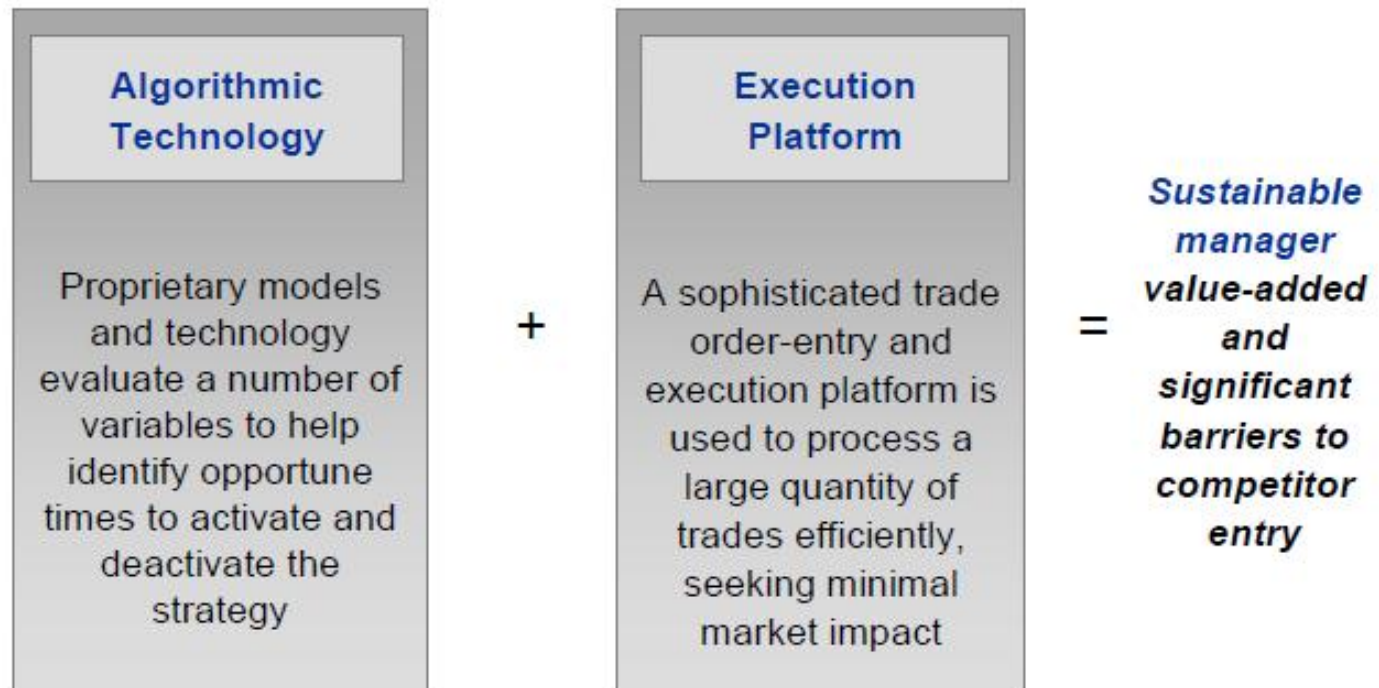 Algorithmic
Technology
Proprietary models
and technology
evaluate a number of
variables to help
identify opportune
times to activate and
deactivate the
strategy
+
Execution
Platform
A sophisticated trade
order-entry and
execution platform is
used to process a
large quantity of
trades efficiently,
seeking minimal
market impact
=
Sustainable
manager
value-added
and
significant
barriers to
competitor
entry